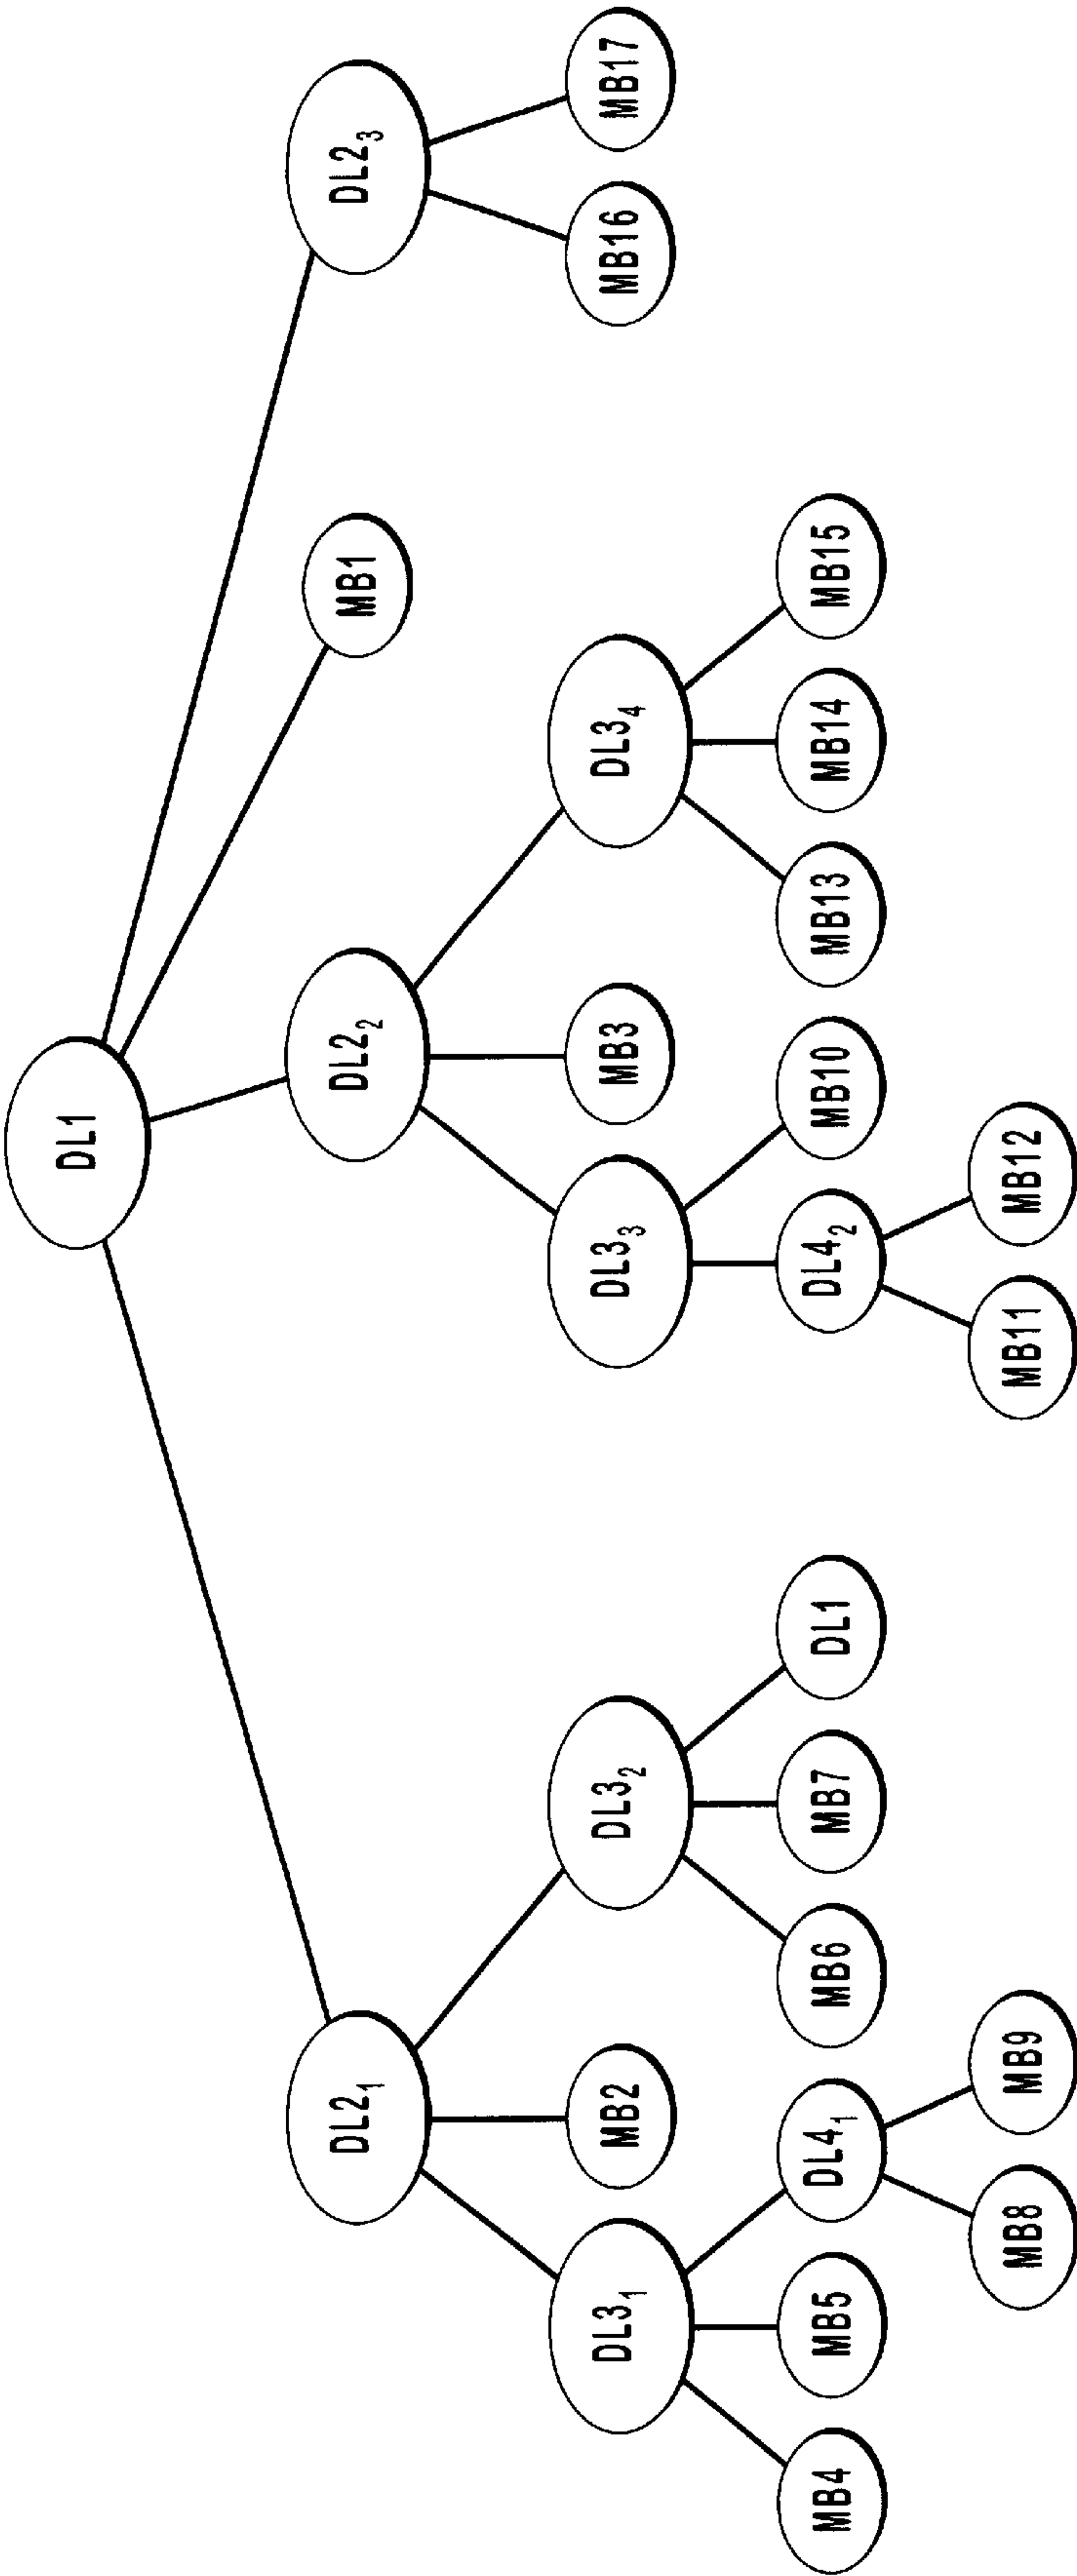 DL1
DL2₁
DL2₂
MB1
DL2₃
DL3₁
MB2
DL3₂
DL3₃
MB3
DL3₄
MB16
MB17
MB4
MB5
DL4₁
MB6
MB7
DL1
DL4₂
MB10
MB13
MB14
MB15
MB8
MB9
MB11
MB12